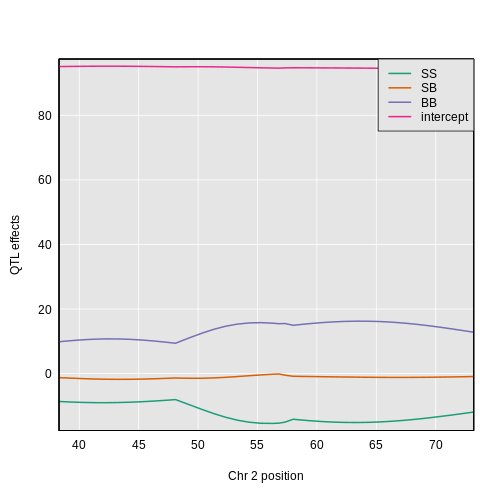 SS
SB
BB
intercept
80
60
40
20
0
QTL effects
40 45 50 55 60 65 70
Chr 2 position